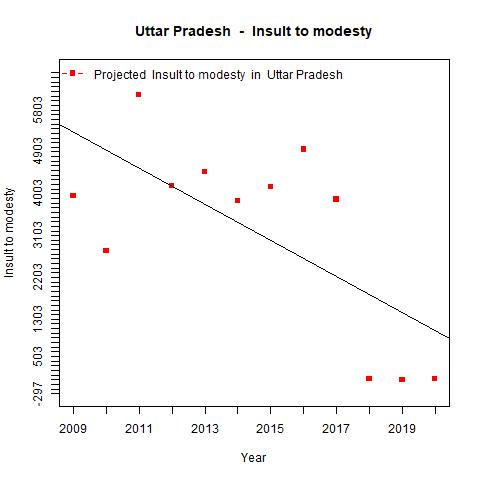 Uttar Pradesh - Insult to modesty
Projected Insult to modesty in Uttar Pradesh
Insult to modesty
5803
4903
4003
3103
2203
1303
503
-297
2009 2011 2013 2015 2017 2019
Year